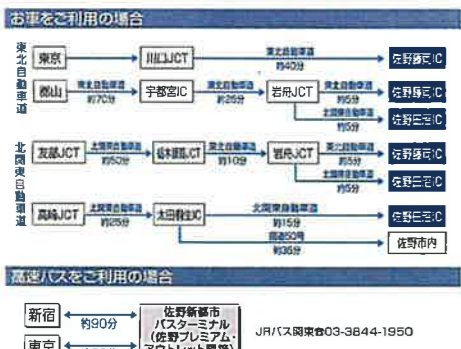 お車をご利用の場合
東北自動車道
東京 川口JCT 東北自動車道 約40分 佐野藤岡IC
郡山 東北自動車道 約70分 宇都宮IC 東北自動車道 約25分 岩舟JCT 東北自動車道 約5分 佐野藤岡IC
北関東自動車道 約5分 佐野田沼IC
北関東自動車道
友部JCT 北関東自動車道 約50分 栃木都賀JCT 東北自動車道 約10分 岩舟JCT 東北自動車道 約5分 佐野藤岡IC
北関東自動車道 約5分 佐野田沼IC
高崎JCT 北関東自動車道 約25分 太田桐生IC 北関東自動車道 約15分 佐野田沼IC
国道50号 約35分 佐野市内
高速バスをご利用の場合
新宿 約90分 佐野新都市
バスターミナル
(佐野プレミアム・
アウトレット
JRバス関東☎03-3844-1950
東京